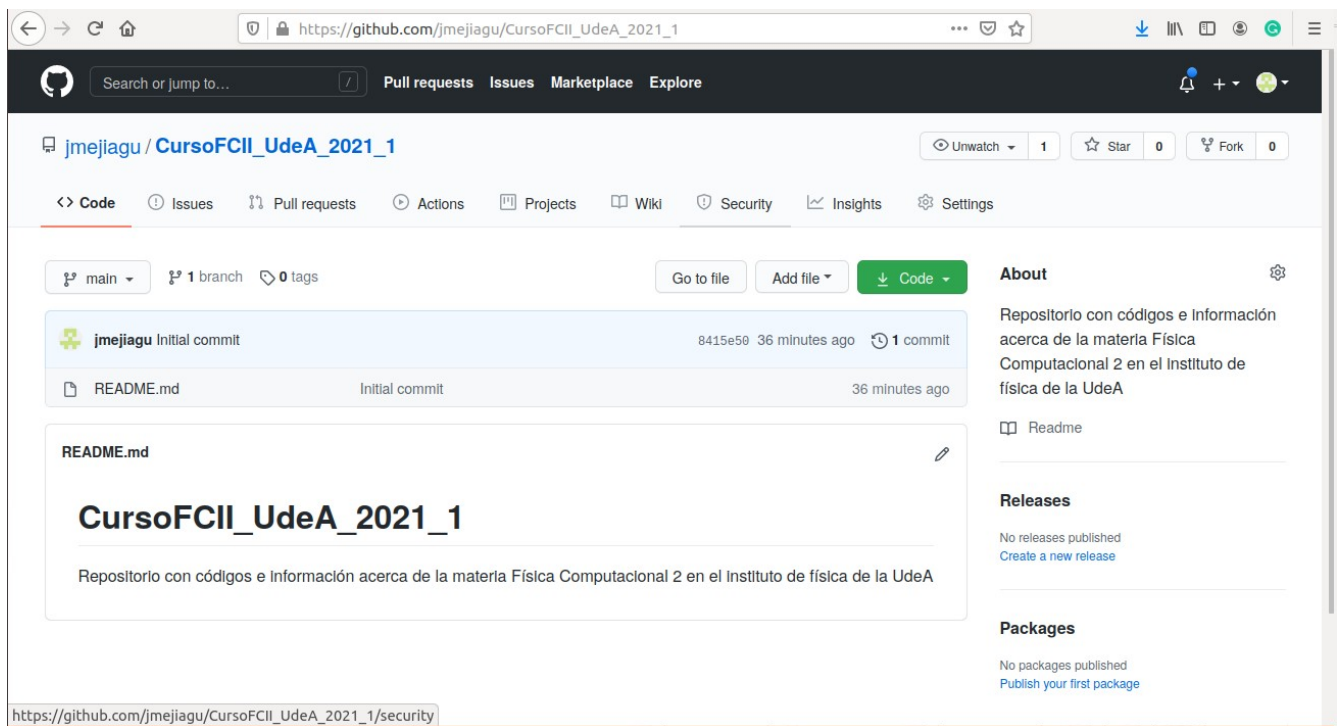 https://github.com/jmejiagu/CursoFCII_UdeA_2021_1
Search or jump to... / Pull requests Issues Marketplace Explore
jmejiagu / CursoFCII_UdeA_2021_1
Unwatch 1 Star 0 Fork 0
Code Issues Pull requests Actions Projects Wiki Security Insights Settings
main 1 branch 0 tags Go to file Add file Code
jmejiagu Initial commit 8415e50 36 minutes ago 1 commit
README.md Initial commit 36 minutes ago
README.md
CursoFCII_UdeA_2021_1
Repositorio con códigos e información acerca de la materia Física Computacional 2 en el instituto de física de la UdeA
About
Repositorio con códigos e información
acerca de la materia Física
Computacional 2 en el instituto de
física de la UdeA
Readme
Releases
No releases published
Create a new release
Packages
No packages published
Publish your first package
https://github.com/jmejiagu/CursoFCII_UdeA_2021_1/security